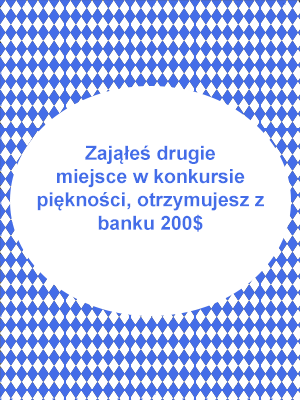 Zająłeś drugie
miejsce w konkursie
piękności, otrzymujesz z
banku 200$